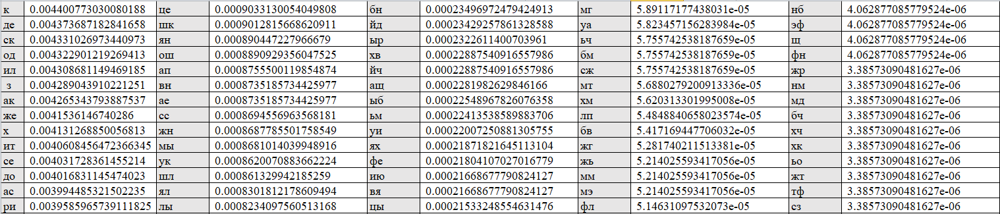 к 0.004400773030080188 це 0.0009033130054049808 бн 0.00023496972479424913 мг 5.89117177438031e-05 нб 4.062877085779524e-06
де 0.004373687182841658 шк 0.0009012815668620911 йд 0.00023429257861328588 уа 5.823457156283984e-05 эф 4.062877085779524e-06
ск 0.004331026973440973 ян 0.000890447227966679 ыр 0.0002322611400703961 ьч 5.755742538187659e-05 щ 4.062877085779524e-06
од 0.004322901219269413 ош 0.0008890929356047525 хв 0.00022887540916557986 бм 5.755742538187659e-05 фн 4.062877085779524e-06
ил 0.004308681149469185 ап 0.0008755500119854874 йч 0.00022887540916557986 сж 5.755742538187659e-05 жр 3.38573090481627e-06
з 0.004289043910221251 вн 0.0008735185734425977 ащ 0.0002281982629846166 мт 5.6880279200913336e-05 нм 3.38573090481627e-06
ак 0.004265343793887537 ае 0.0008735185734425977 ыб 0.00022548967826076358 хм 5.620313301995008e-05 мд 3.38573090481627e-06
же 0.0041536146740286 сс 0.0008694556963568181 ьм 0.00022413538589883706 лп 5.4848840658023574e-05 бч 3.38573090481627e-06
х 0.004131268850056813 жн 0.0008687785501758549 уи 0.00022007250881305755 бв 5.417169447706032e-05 хч 3.38573090481627e-06
ит 0.0040608456472366345 мы 0.0008681014039948916 ях 0.00021871821645113104 жг 5.281740211513381e-05 хк 3.38573090481627e-06
се 0.004031728361455214 ук 0.0008620070883662224 фе 0.00021804107027016779 жь 5.214025593417056e-05 ьо 3.38573090481627e-06
до 0.004016831145474023 шл 0.000861329942185259 ию 0.00021668677790824127 мм 5.214025593417056e-05 жт 3.38573090481627e-06
ас 0.003994485321502235 ял 0.0008301812178609494 вя 0.00021668677790824127 мэ 5.214025593417056e-05 тф 3.38573090481627e-06
ри 0.0039585965739111825 лы 0.0008234097560513168 цы 0.00021533248554631476 фл 5.14631097532073e-05 сз 3.38573090481627e-06